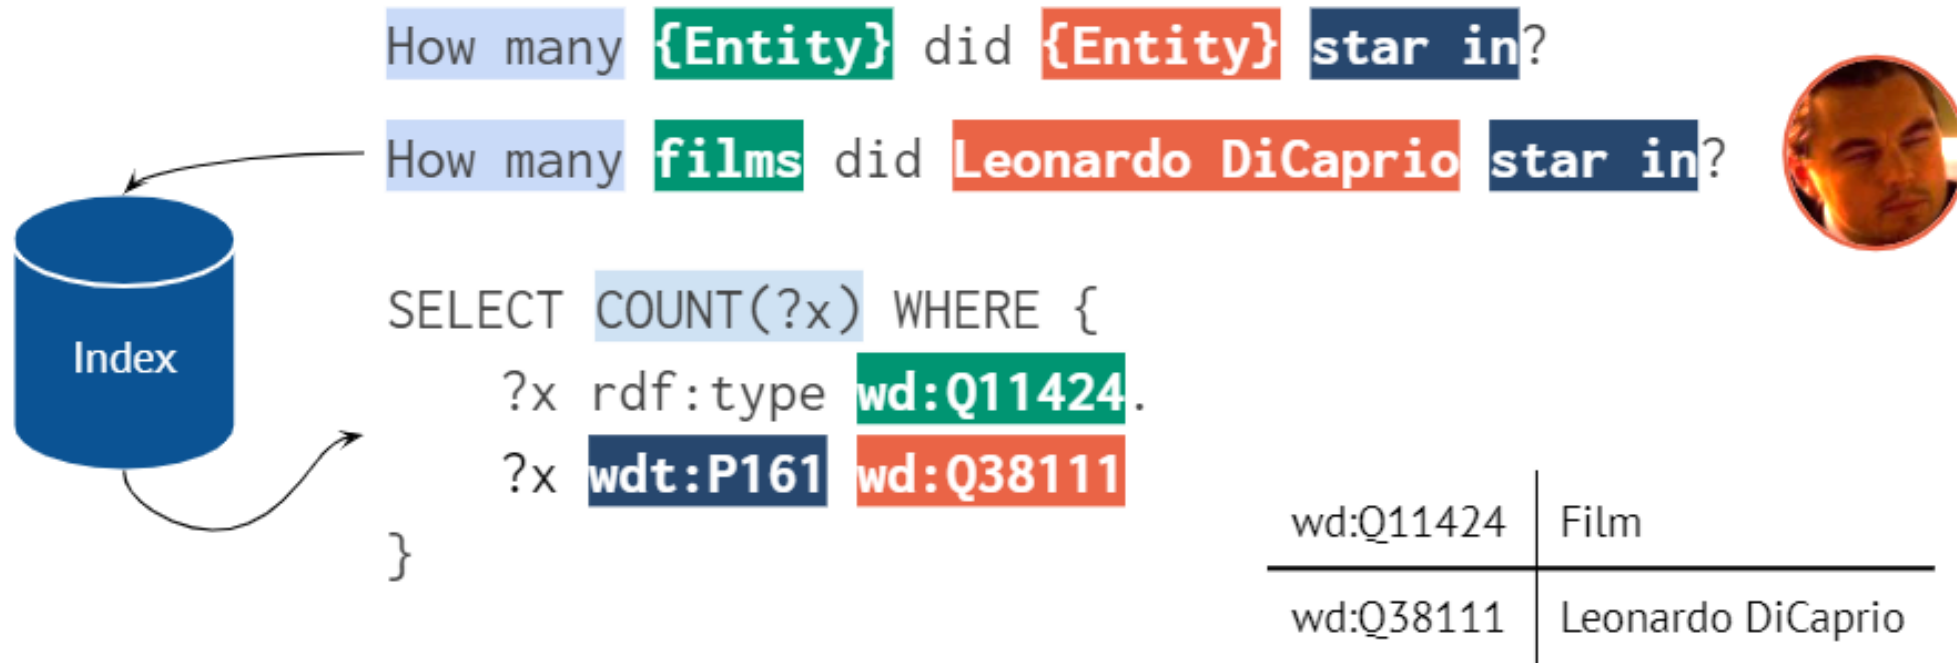 How many {Entity} did {Entity} star in?
How many films did Leonardo DiCaprio star in?
Index
SELECT COUNT(?x) WHERE {
?x rdf:type wd:Q11424.
?x wdt:P161 wd:Q38111
}
wd:Q11424 Film
wd:Q38111 Leonardo DiCaprio